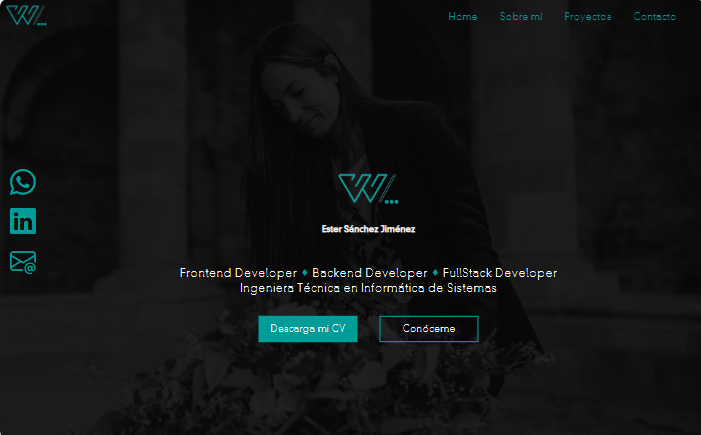 Home
Sobre mí
Proyectos
Contacto
Ester Sánchez Jiménez
Frontend Developer ♦ Backend Developer ♦ FullStack Developer
Ingeniera Técnica en Informática de Sistemas
Descarga mi CV
Conóceme